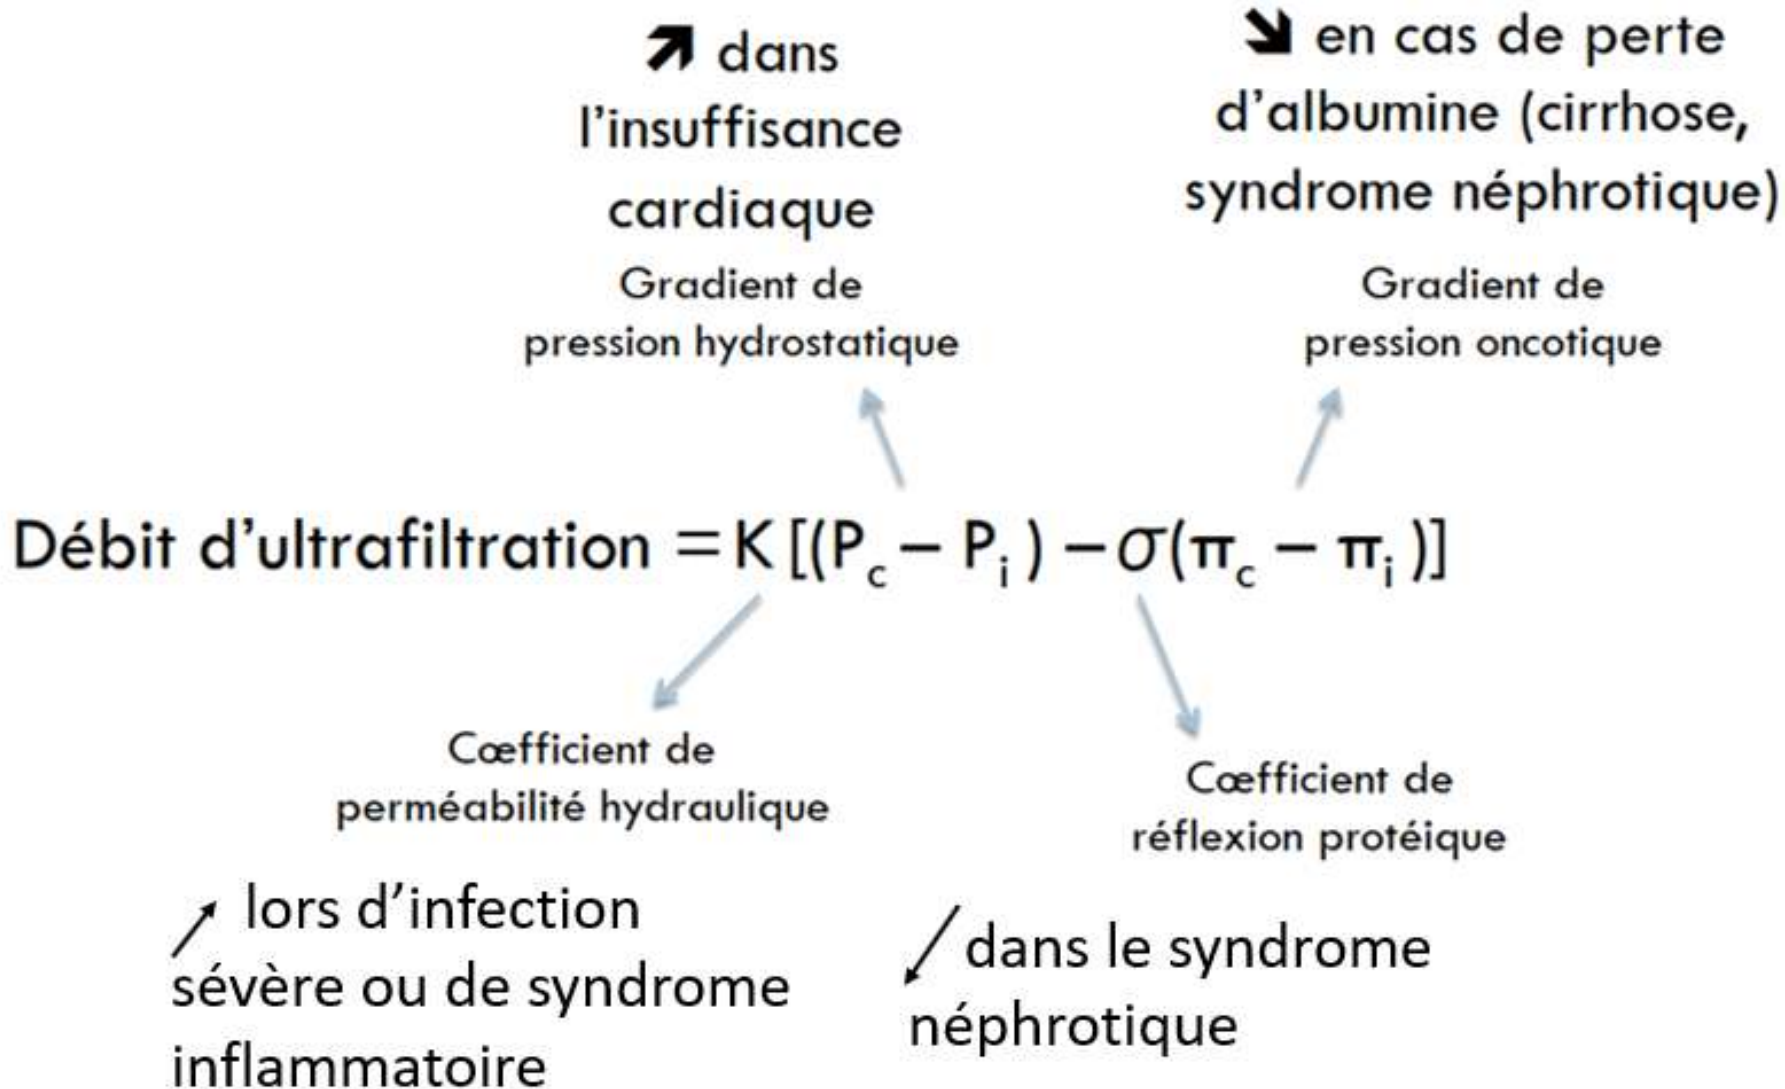 ↗ dans
l'insuffisance
cardiaque
Gradient de
pression hydrostatique
↘ en cas de perte
d'albumine (cirrhose,
syndrome néphrotique)
Gradient de
pression oncotique
Débit d'ultrafiltration = K [(Pc – Pi ) – σ(πc – πi )]
Cœfficient de
perméabilité hydraulique
↗ lors d'infection
sévère ou de syndrome
inflammatoire
Cœfficient de
réflexion protéique
↙ dans le syndrome
néphrotique